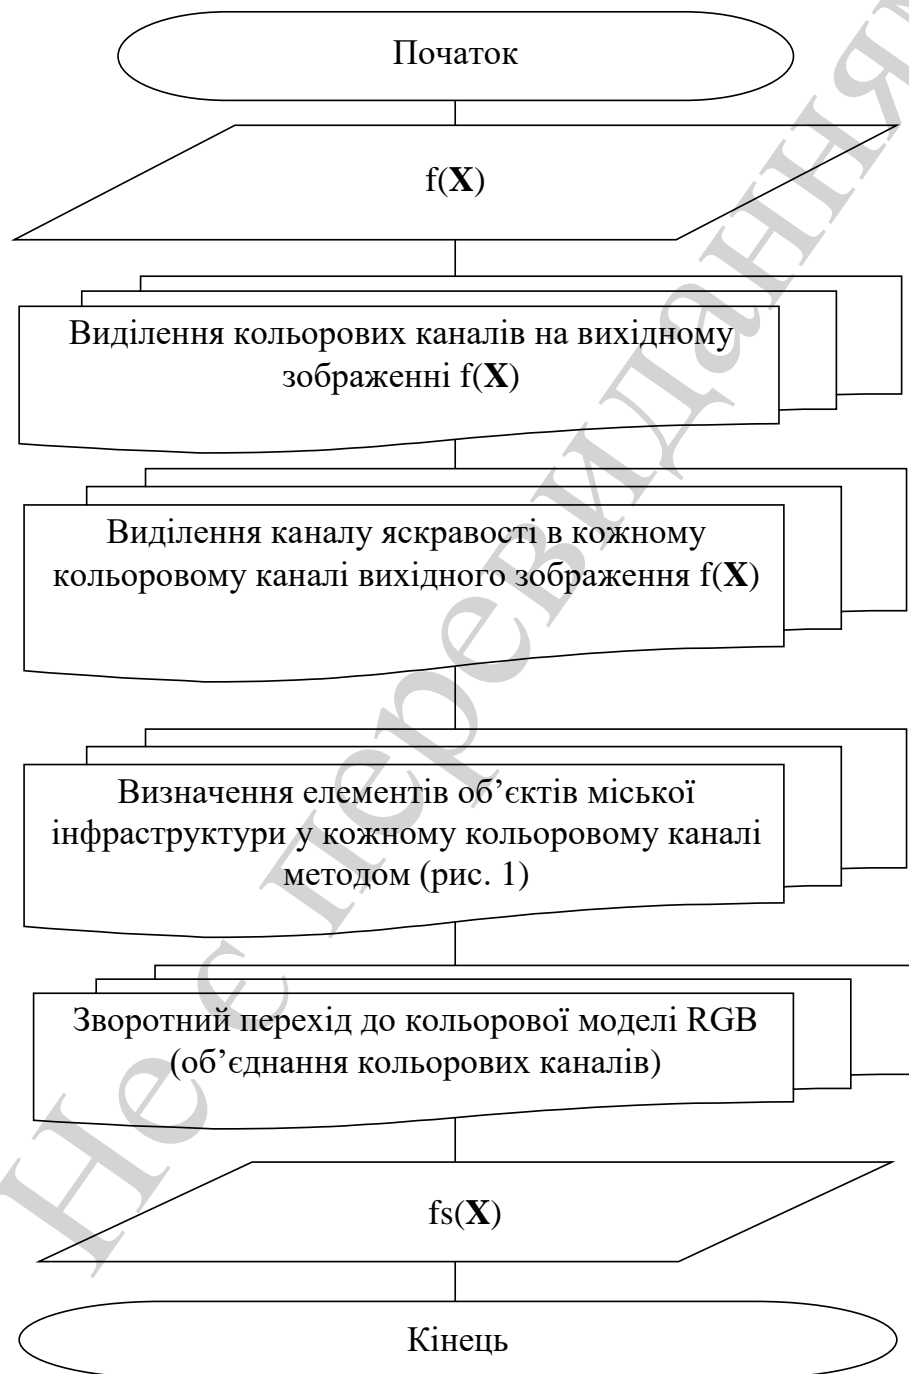 Початок
f(X)
Виділення кольорових каналів на вихідному
зображенні f(X)
Виділення каналу яскравості в кожному
кольоровому каналі вихідного зображення f(X)
Визначення елементів об’єктів міської
інфраструктури у кожному кольоровому каналі
методом (рис. 1)
Зворотний перехід до кольорової моделі RGB
(об’єднання кольорових каналів)
fs(X)
Кінець
Не є перевиданням